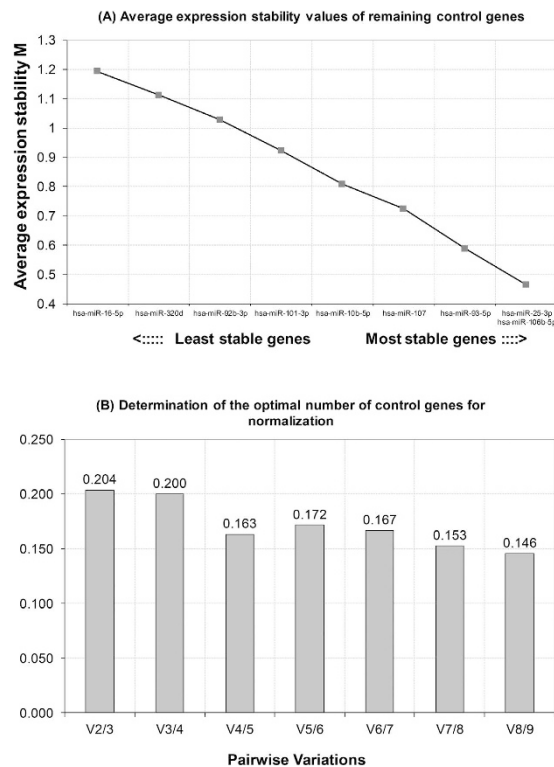 (A) Average expression stability values of remaining control genes
Average expression stability M
1.3
1.2
1.1
1
0.9
0.8
0.7
0.6
0.5
0.4
hsa-miR-16-5p hsa-miR-320d hsa-miR-92b-3p hsa-miR-101-3p hsa-miR-10b-5p hsa-miR-107 hsa-miR-93-5p hsa-miR-25-3p
hsa-miR-106b-5p
<::::: Least stable genes Most stable genes ::::>
(B) Determination of the optimal number of control genes for
normalization
0.250
0.200
0.150
0.100
0.050
0.000
0.204 0.200 0.163 0.172 0.167 0.153 0.146
V2/3 V3/4 V4/5 V5/6 V6/7 V7/8 V8/9
Pairwise Variations